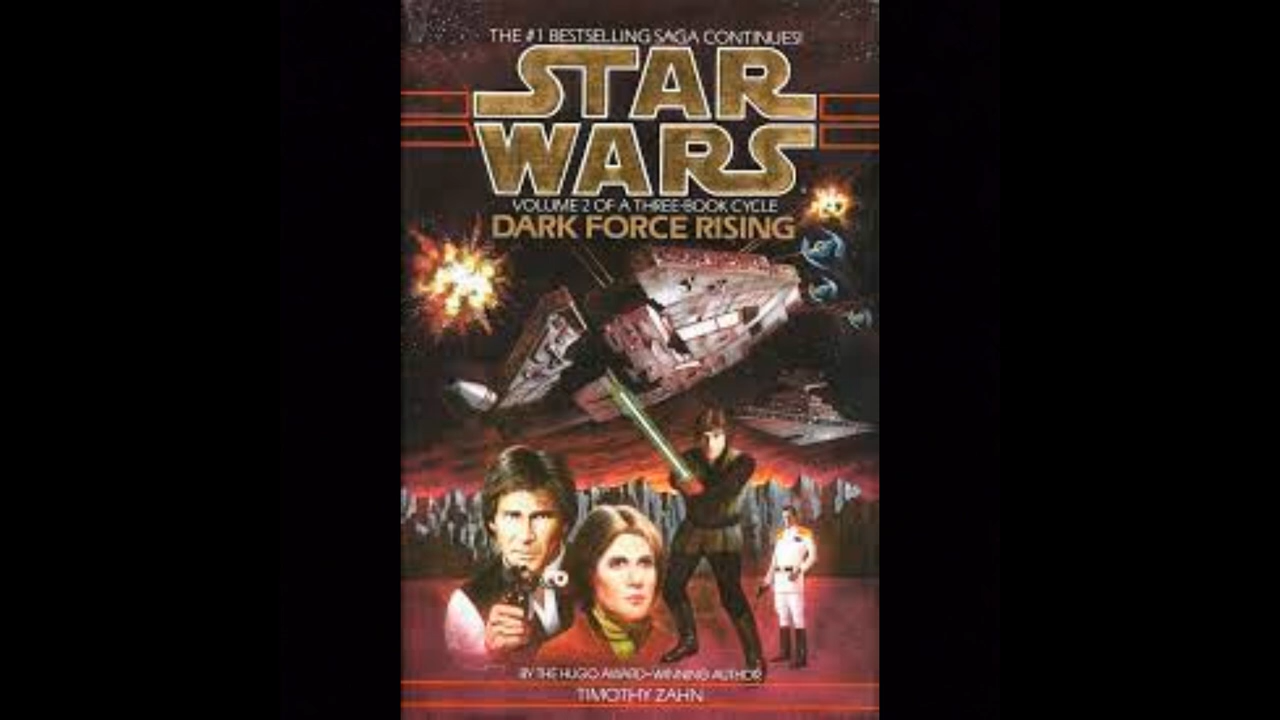 THE #1 BESTSELLING SAGA CONTINUES!
STAR
WARS
VOLUME 2 OF A THREE-BOOK CYCLE
DARK FORCE RISING
BY THE HUGO AWARD-WINNING AUTHOR
TIMOTHY ZAHN